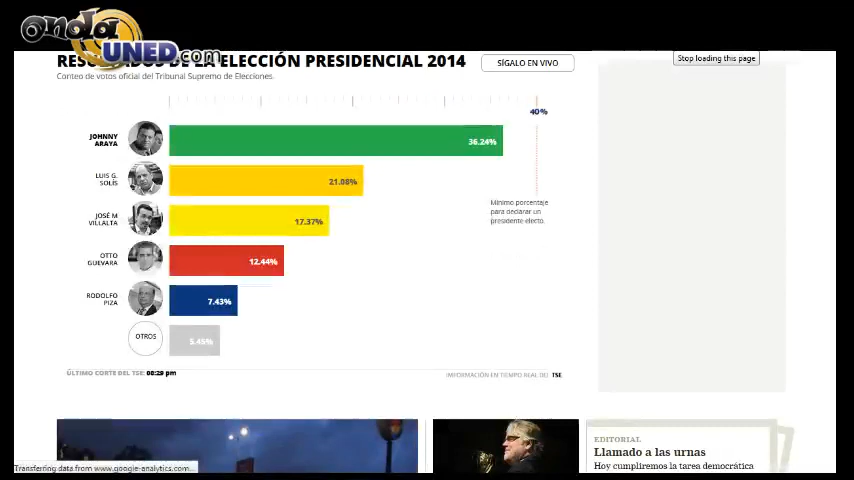 onda
UNED.com
RESULTADOS DE LA ELECCIÓN PRESIDENCIAL 2014
SÍGALO EN VIVO
Stop loading this page
Conteo de votos oficial del Tribunal Supremo de Elecciones.
40%
JOHNNY
ARAYA
36.24%
LUIS G.
SOLÍS
21.08%
JOSÉ M
VILLALTA
17.37%
Mínimo porcentaje
para declarar un
presidente electo.
OTTO
GUEVARA
12.44%
RODOLFO
PIZA
7.43%
OTROS
5.45%
ÚLTIMO CORTE DEL TSE: 08:29 pm
INFORMACIÓN EN TIEMPO REAL DEL TSE
EDITORIAL
Llamado a las urnas
Hoy cumpliremos la tarea democrática
Transferring data from www.google-analytics.com...